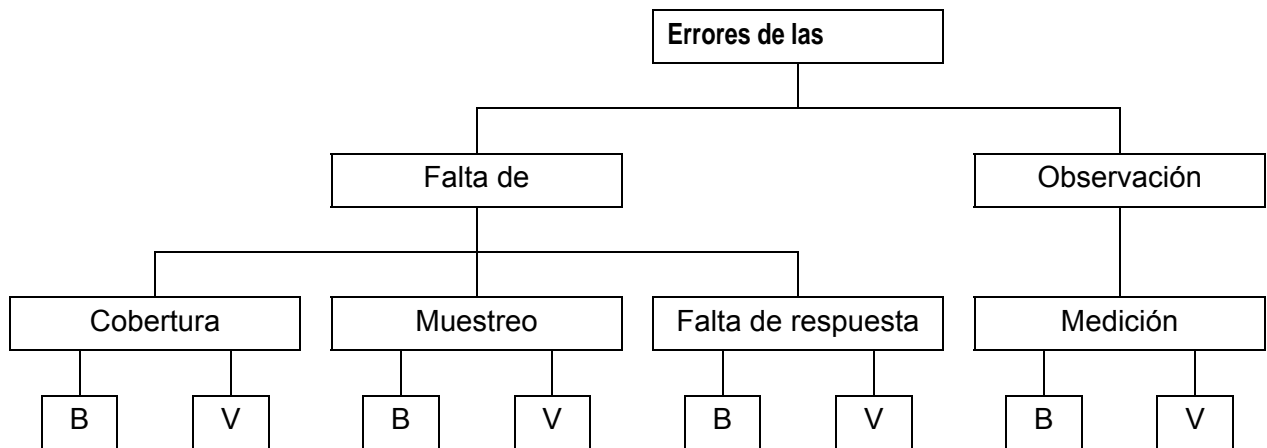 Errores de las
Falta de
Observación
Cobertura
Muestreo
Falta de respuesta
Medición
B
V
B
V
B
V
B
V